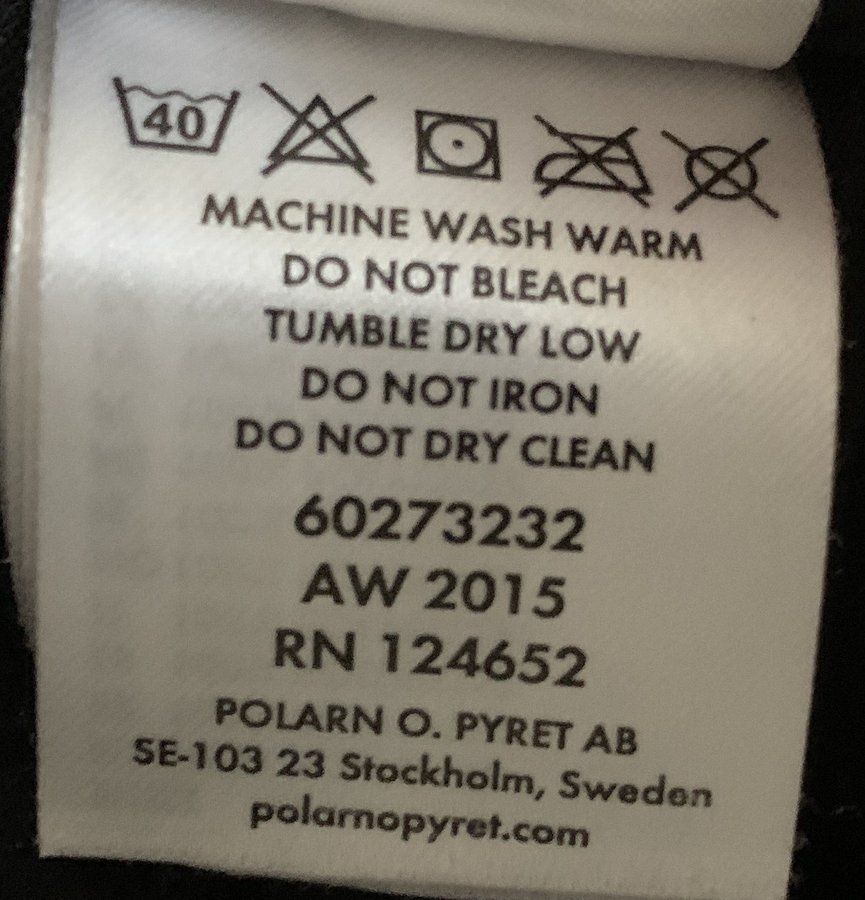 40
MACHINE WASH WARM
DO NOT BLEACH
TUMBLE DRY LOW
DO NOT IRON
DO NOT DRY CLEAN
60273232
AW 2015
RN 124652
POLARN O. PYRET AB
SE-103 23 Stockholm, Sweden
polarnopyret.com